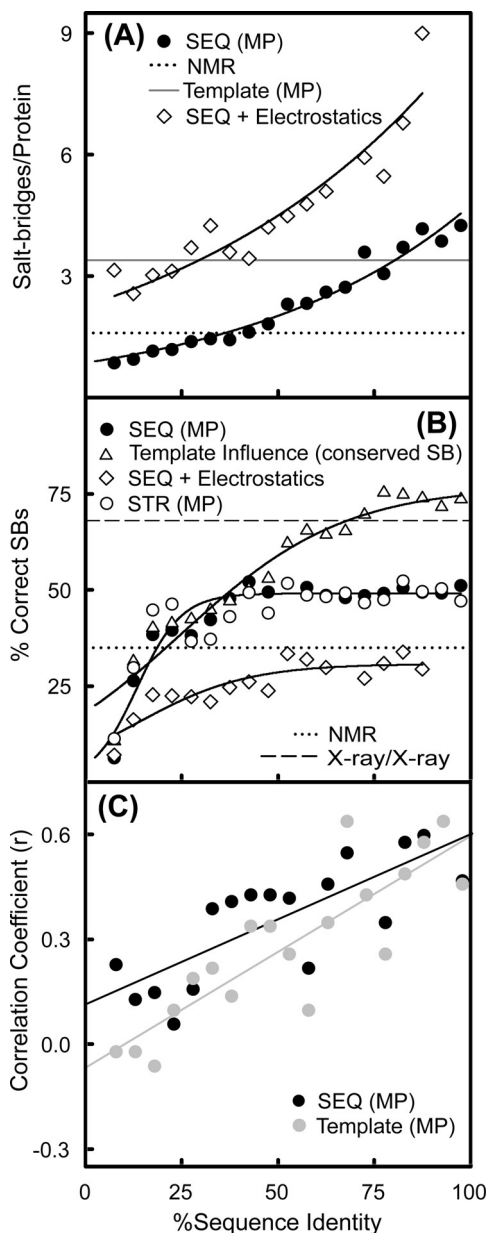 (A)
SEQ (MP)
NMR
Template (MP)
SEQ + Electrostatics
9
6
3
Salt-bridges/Protein
(B)
SEQ (MP)
Template Influence (conserved SB)
SEQ + Electrostatics
STR (MP)
75
50
25
% Correct SBs
NMR
X-ray/X-ray
(C)
0.6
0.3
0.0
-0.3
Correlation Coefficient (r)
SEQ (MP)
Template (MP)
0 25 50 75 100
%Sequence Identity